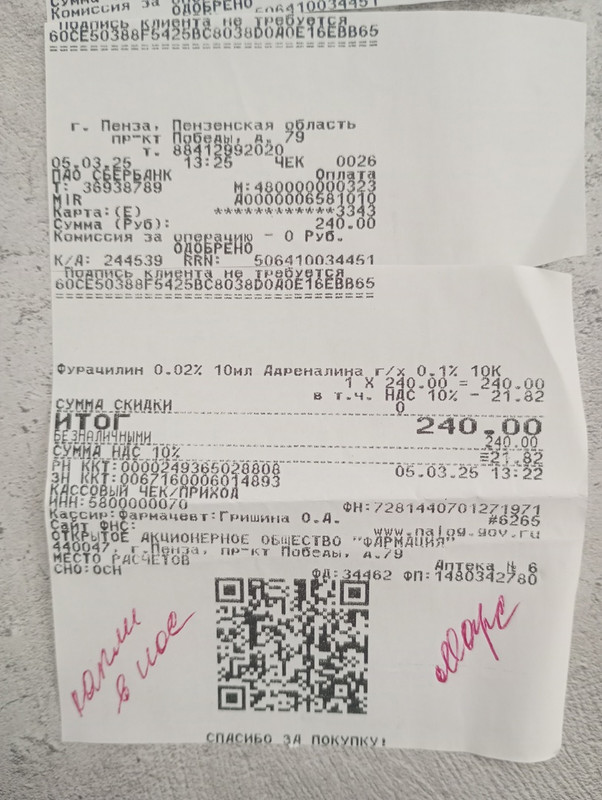 Комиссия за
ОДОБРЕНО
506410034451
Подпись клиента не требуется
60CE50388F5425BC8038D0A0E16EBB65
================================
г. Пенза, Пензенская область
пр-кт Победы, д. 79
т. 88412992020
05.03.25 13:25 ЧЕК 0026
ПАО СБЕРБАНК Оплата
Т: 36938789 М:480000000323
MIR A0000006581010
Карта:(E) ************3343
Сумма (Руб): 240.00
Комиссия за операцию - 0 Руб.
ОДОБРЕНО
К/А: 244539 RRN: 506410034451
Подпись клиента не требуется
60CE50388F5425BC8038D0A0E16EBB65
================================
Фурацилин 0.02% 10мл Адреналина г/х 0.1% 10К
1 X 240.00 = 240.00
в т.ч. НДС 10% - 21.82
СУММА СКИДКИ 0
ИТОГ 240.00
БЕЗНАЛИЧНЫМИ 240.00
СУММА НДС 10% =21.82
РН ККТ:0000249365028808 05.03.25 13:22
ЗН ККТ:0067160006014893
КАССОВЫЙ ЧЕК/ПРИХОД
ИНН:5800000070 ФН:7281440701271971
Кассир:Фармацевт:Гришина О.А. #6265
Сайт ФНС: www.nalog.gov.ru
ОТКРЫТОЕ АКЦИОНЕРНОЕ ОБЩЕСТВО "ФАРМАЦИЯ"
440047, г.Пенза, пр-кт Победы, д.79
МЕСТО РАСЧЕТОВ Аптека N 6
СНО:ОСН ФД:34462 ФП:1480342780
капли
в нос
Марс
СПАСИБО ЗА ПОКУПКУ!